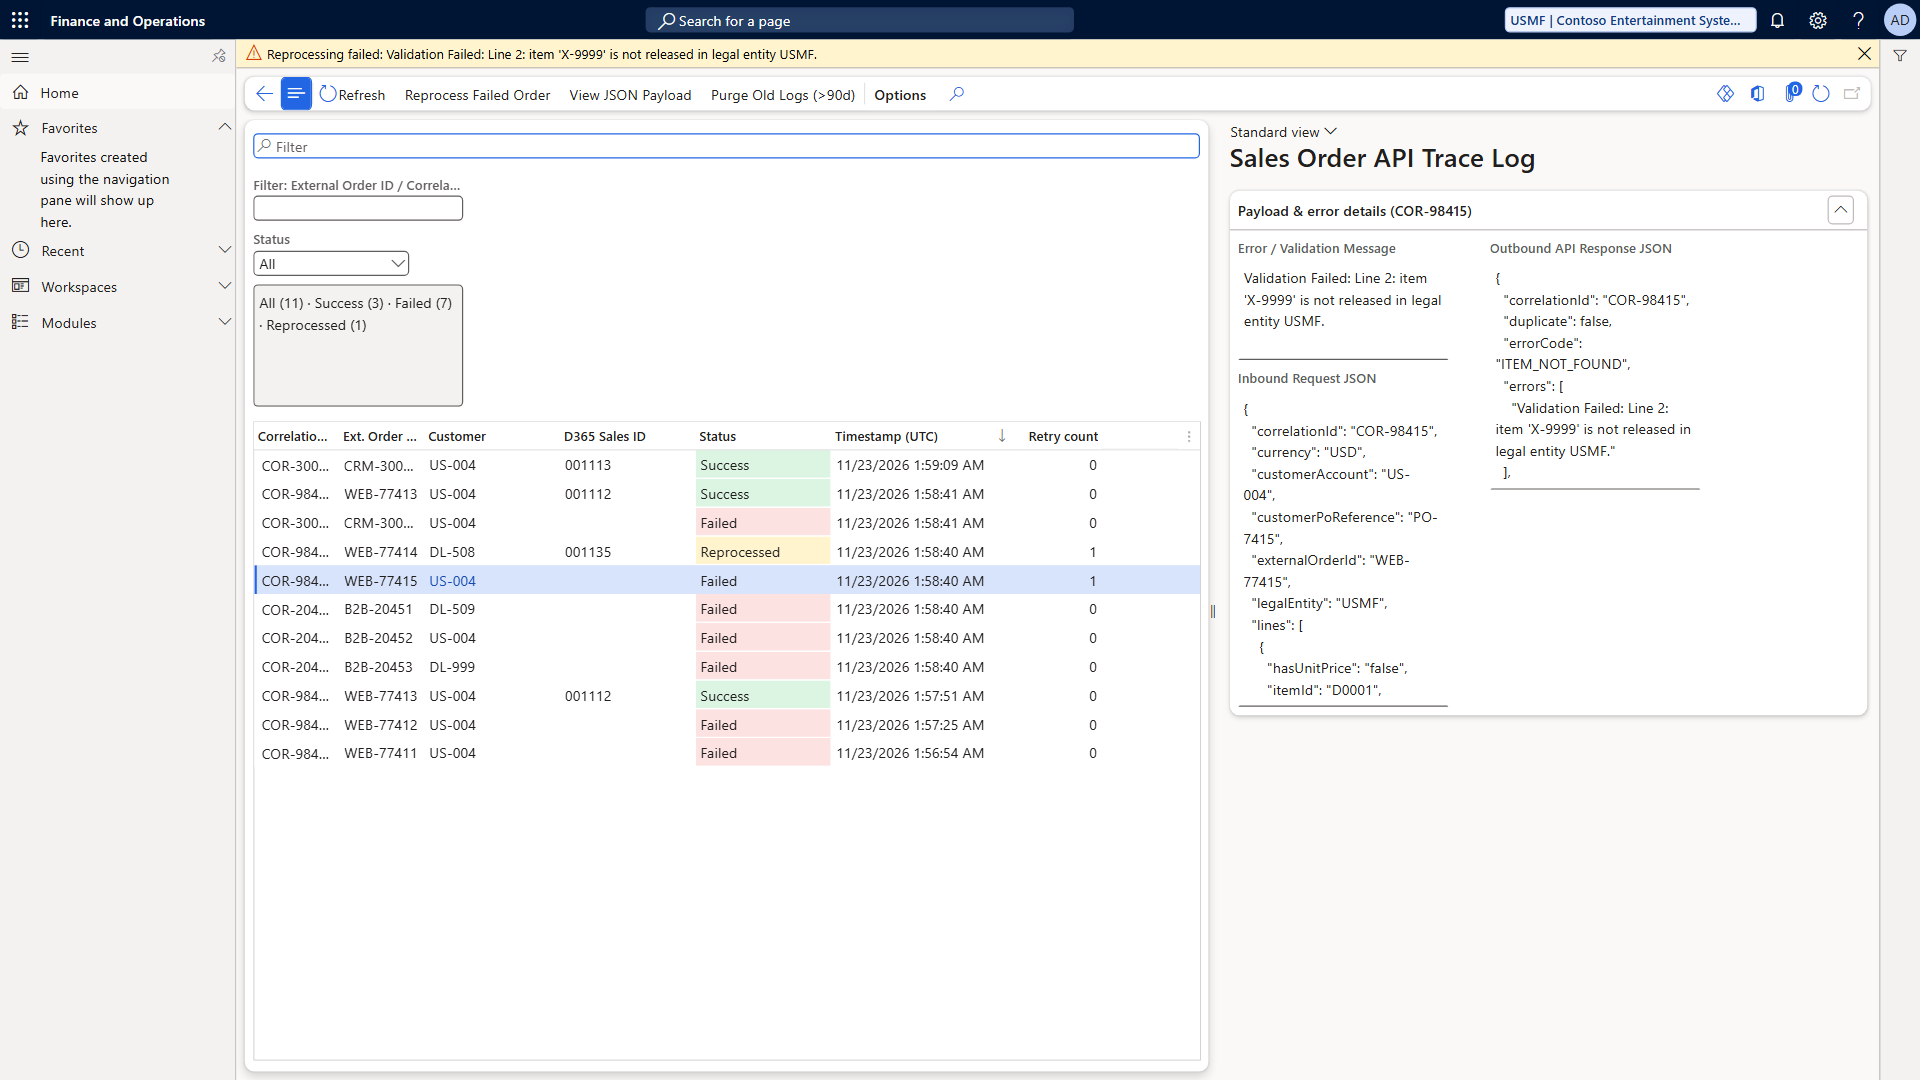 Finance and Operations
Search for a page
USMF | Contoso Entertainment Syste...
AD
Reprocessing failed: Validation Failed: Line 2: item 'X-9999' is not released in legal entity USMF.
Home
Favorites
Favorites created
using the navigation
pane will show up
here.
Recent
Workspaces
Modules
Refresh
Reprocess Failed Order
View JSON Payload
Purge Old Logs (>90d)
Options
0
Filter
Filter: External Order ID / Correla...
Status
All
All (11) · Success (3) · Failed (7)
· Reprocessed (1)
Correlatio... Ext. Order ... Customer D365 Sales ID Status Timestamp (UTC) Retry count
COR-300... CRM-300... US-004 001113 Success 11/23/2026 1:59:09 AM 0
COR-984... WEB-77413 US-004 001112 Success 11/23/2026 1:58:41 AM 0
COR-300... CRM-300... US-004 Failed 11/23/2026 1:58:41 AM 0
COR-984... WEB-77414 DL-508 001135 Reprocessed 11/23/2026 1:58:40 AM 1
COR-984... WEB-77415 US-004 Failed 11/23/2026 1:58:40 AM 1
COR-204... B2B-20451 DL-509 Failed 11/23/2026 1:58:40 AM 0
COR-204... B2B-20452 US-004 Failed 11/23/2026 1:58:40 AM 0
COR-204... B2B-20453 DL-999 Failed 11/23/2026 1:58:40 AM 0
COR-984... WEB-77413 US-004 001112 Success 11/23/2026 1:57:51 AM 0
COR-984... WEB-77412 US-004 Failed 11/23/2026 1:57:25 AM 0
COR-984... WEB-77411 US-004 Failed 11/23/2026 1:56:54 AM 0
Standard view
Sales Order API Trace Log
Payload & error details (COR-98415)
Error / Validation Message
Validation Failed: Line 2: item
'X-9999' is not released in legal
entity USMF.
Inbound Request JSON
{
"correlationId": "COR-98415",
"currency": "USD",
"customerAccount": "US-
004",
"customerPoReference": "PO-
7415",
"externalOrderId": "WEB-
77415",
"legalEntity": "USMF",
"lines": [
{
"hasUnitPrice": "false",
"itemId": "D0001",
Outbound API Response JSON
{
"correlationId": "COR-98415",
"duplicate": false,
"errorCode":
"ITEM_NOT_FOUND",
"errors": [
"Validation Failed: Line 2:
item 'X-9999' is not released in
legal entity USMF."
],